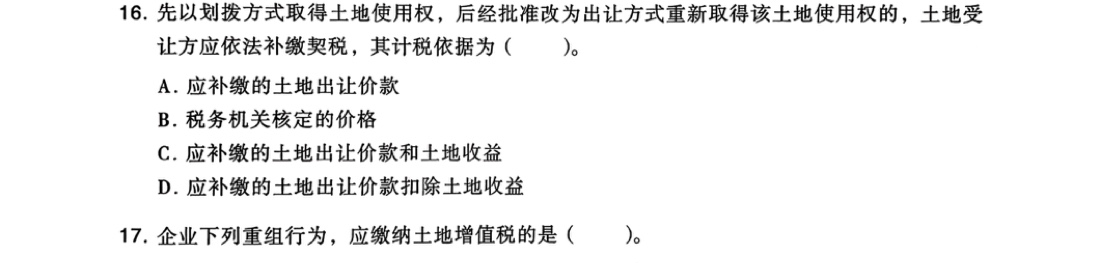 16. 先以划拨方式取得土地使用权，后经批准改为出让方式重新取得该土地使用权的，土地受
让方应依法补缴契税，其计税依据为（　　）。
A. 应补缴的土地出让价款
B. 税务机关核定的价格
C. 应补缴的土地出让价款和土地收益
D. 应补缴的土地出让价款扣除土地收益
17. 企业下列重组行为，应缴纳土地增值税的是（　　）。